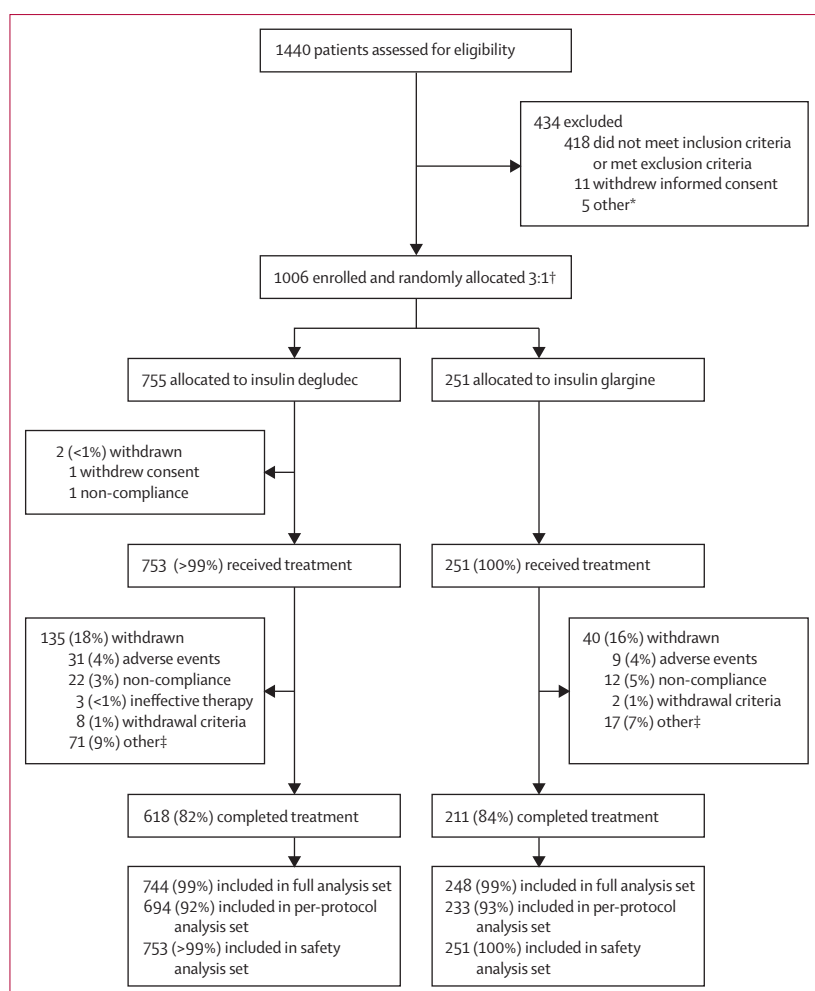 1440 patients assessed for eligibility
434 excluded
418 did not meet inclusion criteria
or met exclusion criteria
11 withdrew informed consent
5 other*
1006 enrolled and randomly allocated 3:1†
755 allocated to insulin degludec
251 allocated to insulin glargine
2 (<1%) withdrawn
1 withdrew consent
1 non-compliance
753 (>99%) received treatment
251 (100%) received treatment
135 (18%) withdrawn
31 (4%) adverse events
22 (3%) non-compliance
3 (<1%) ineffective therapy
8 (1%) withdrawal criteria
71 (9%) other‡
40 (16%) withdrawn
9 (4%) adverse events
12 (5%) non-compliance
2 (1%) withdrawal criteria
17 (7%) other‡
618 (82%) completed treatment
211 (84%) completed treatment
744 (99%) included in full analysis set
694 (92%) included in per-protocol
analysis set
753 (>99%) included in safety
analysis set
248 (99%) included in full analysis set
233 (93%) included in per-protocol
analysis set
251 (100%) included in safety
analysis set